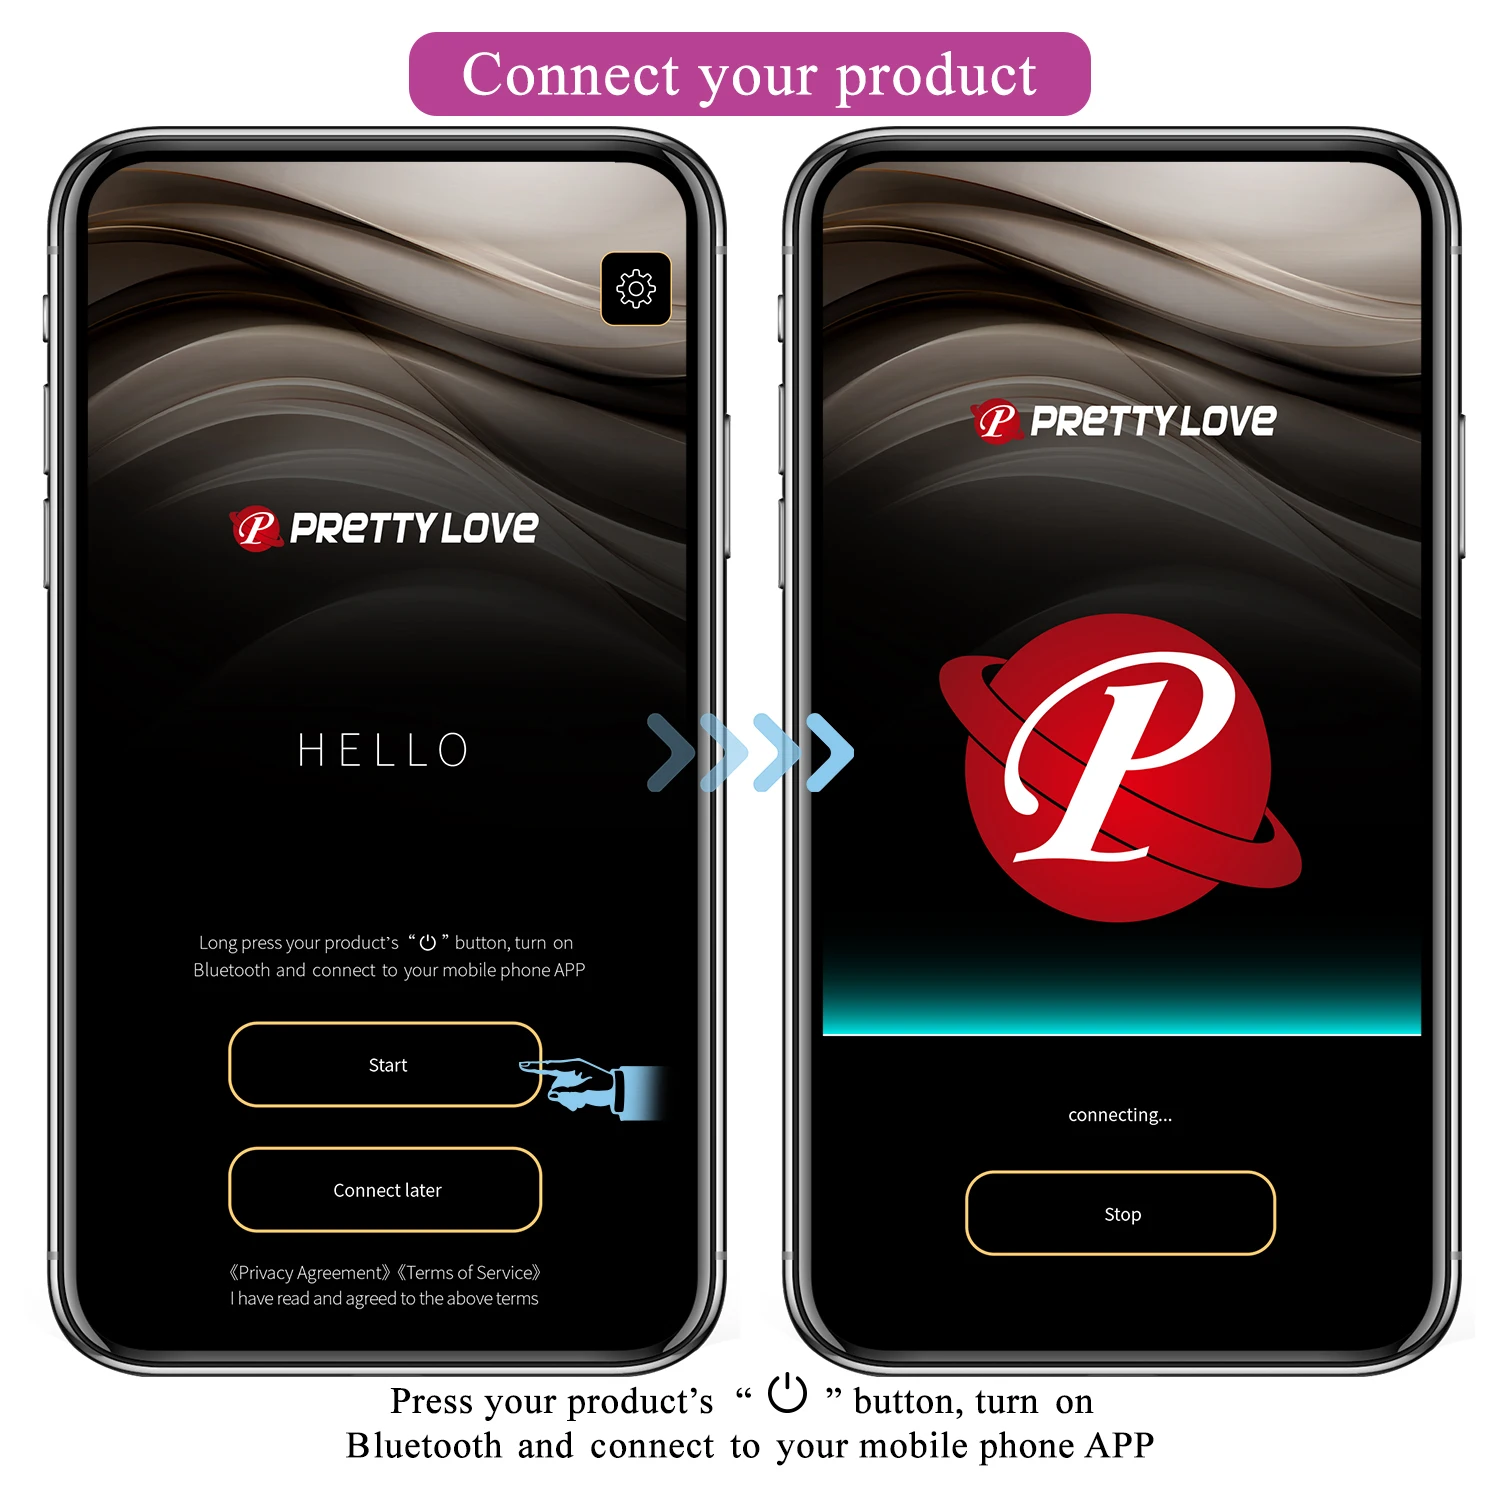 Connect your product
PRETTY LOVE
HELLO
Long press your product's “⏻” button, turn on
Bluetooth and connect to your mobile phone APP
Start
Connect later
《Privacy Agreement》《Terms of Service》
I have read and agreed to the above terms
P PRETTY LOVE
P
connecting...
Stop
Press your product's “⏻” button, turn on
Bluetooth and connect to your mobile phone APP